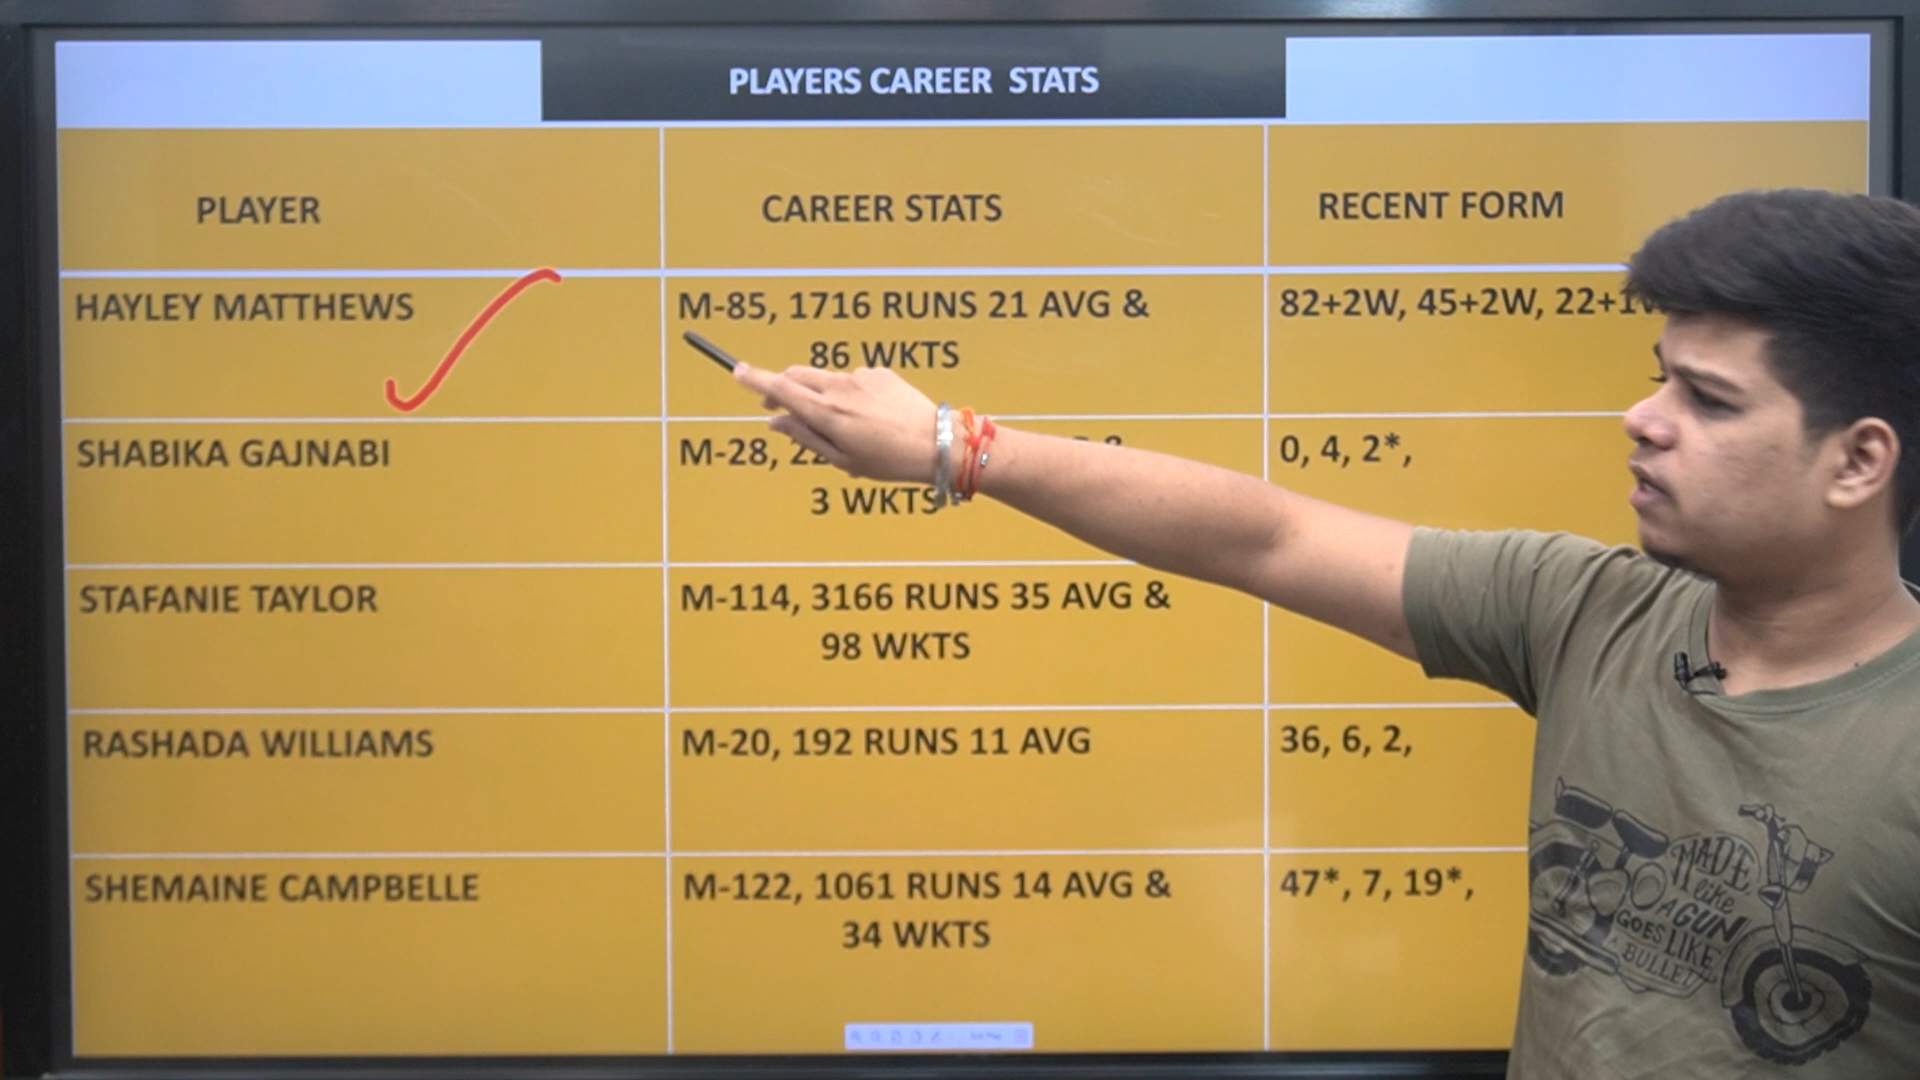 PLAYERS CAREER STATS
PLAYER
CAREER STATS
RECENT FORM
HAYLEY MATTHEWS
M-85, 1716 RUNS 21 AVG &
86 WKTS
82+2W, 45+2W,
SHABIKA GAJNABI
M-28,
3 WKTS
0, 4, 2*,
STAFANIE TAYLOR
M-114, 3166 RUNS 35 AVG &
98 WKTS
RASHADA WILLIAMS
M-20, 192 RUNS 11 AVG
36, 6, 2,
SHEMAINE CAMPBELLE
M-122, 1061 RUNS 14 AVG &
34 WKTS
47*, 7, 19*,
MADE
like
A GUN
GOES LIKE
A
BULLET